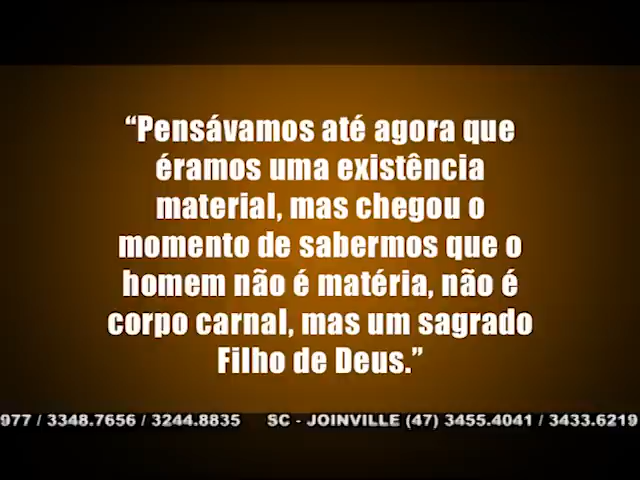 “Pensávamos até agora que
éramos uma existência
material, mas chegou o
momento de sabermos que o
homem não é matéria, não é
corpo carnal, mas um sagrado
Filho de Deus.”
977 / 3348.7656 / 3244.8835 SC - JOINVILLE (47) 3455.4041 / 3433.6219